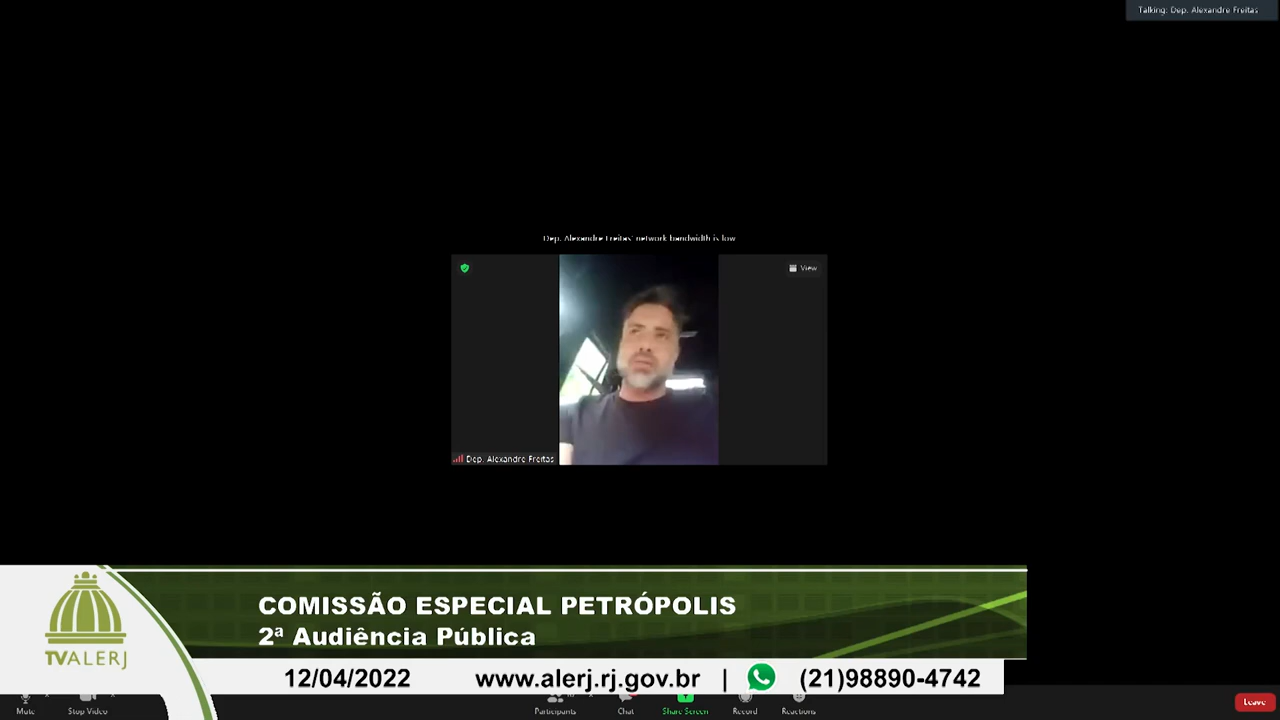 Talking: Dep. Alexandre Freitas
Dep. Alexandre Freitas' network bandwidth is low
View
Dep. Alexandre Freitas
COMISSÃO ESPECIAL PETRÓPOLIS
2ª Audiência Pública
TVALERJ
12/04/2022 www.alerj.rj.gov.br | (21)98890-4742
Mute Stop Video Participants Chat Share Screen Record Reactions Leave